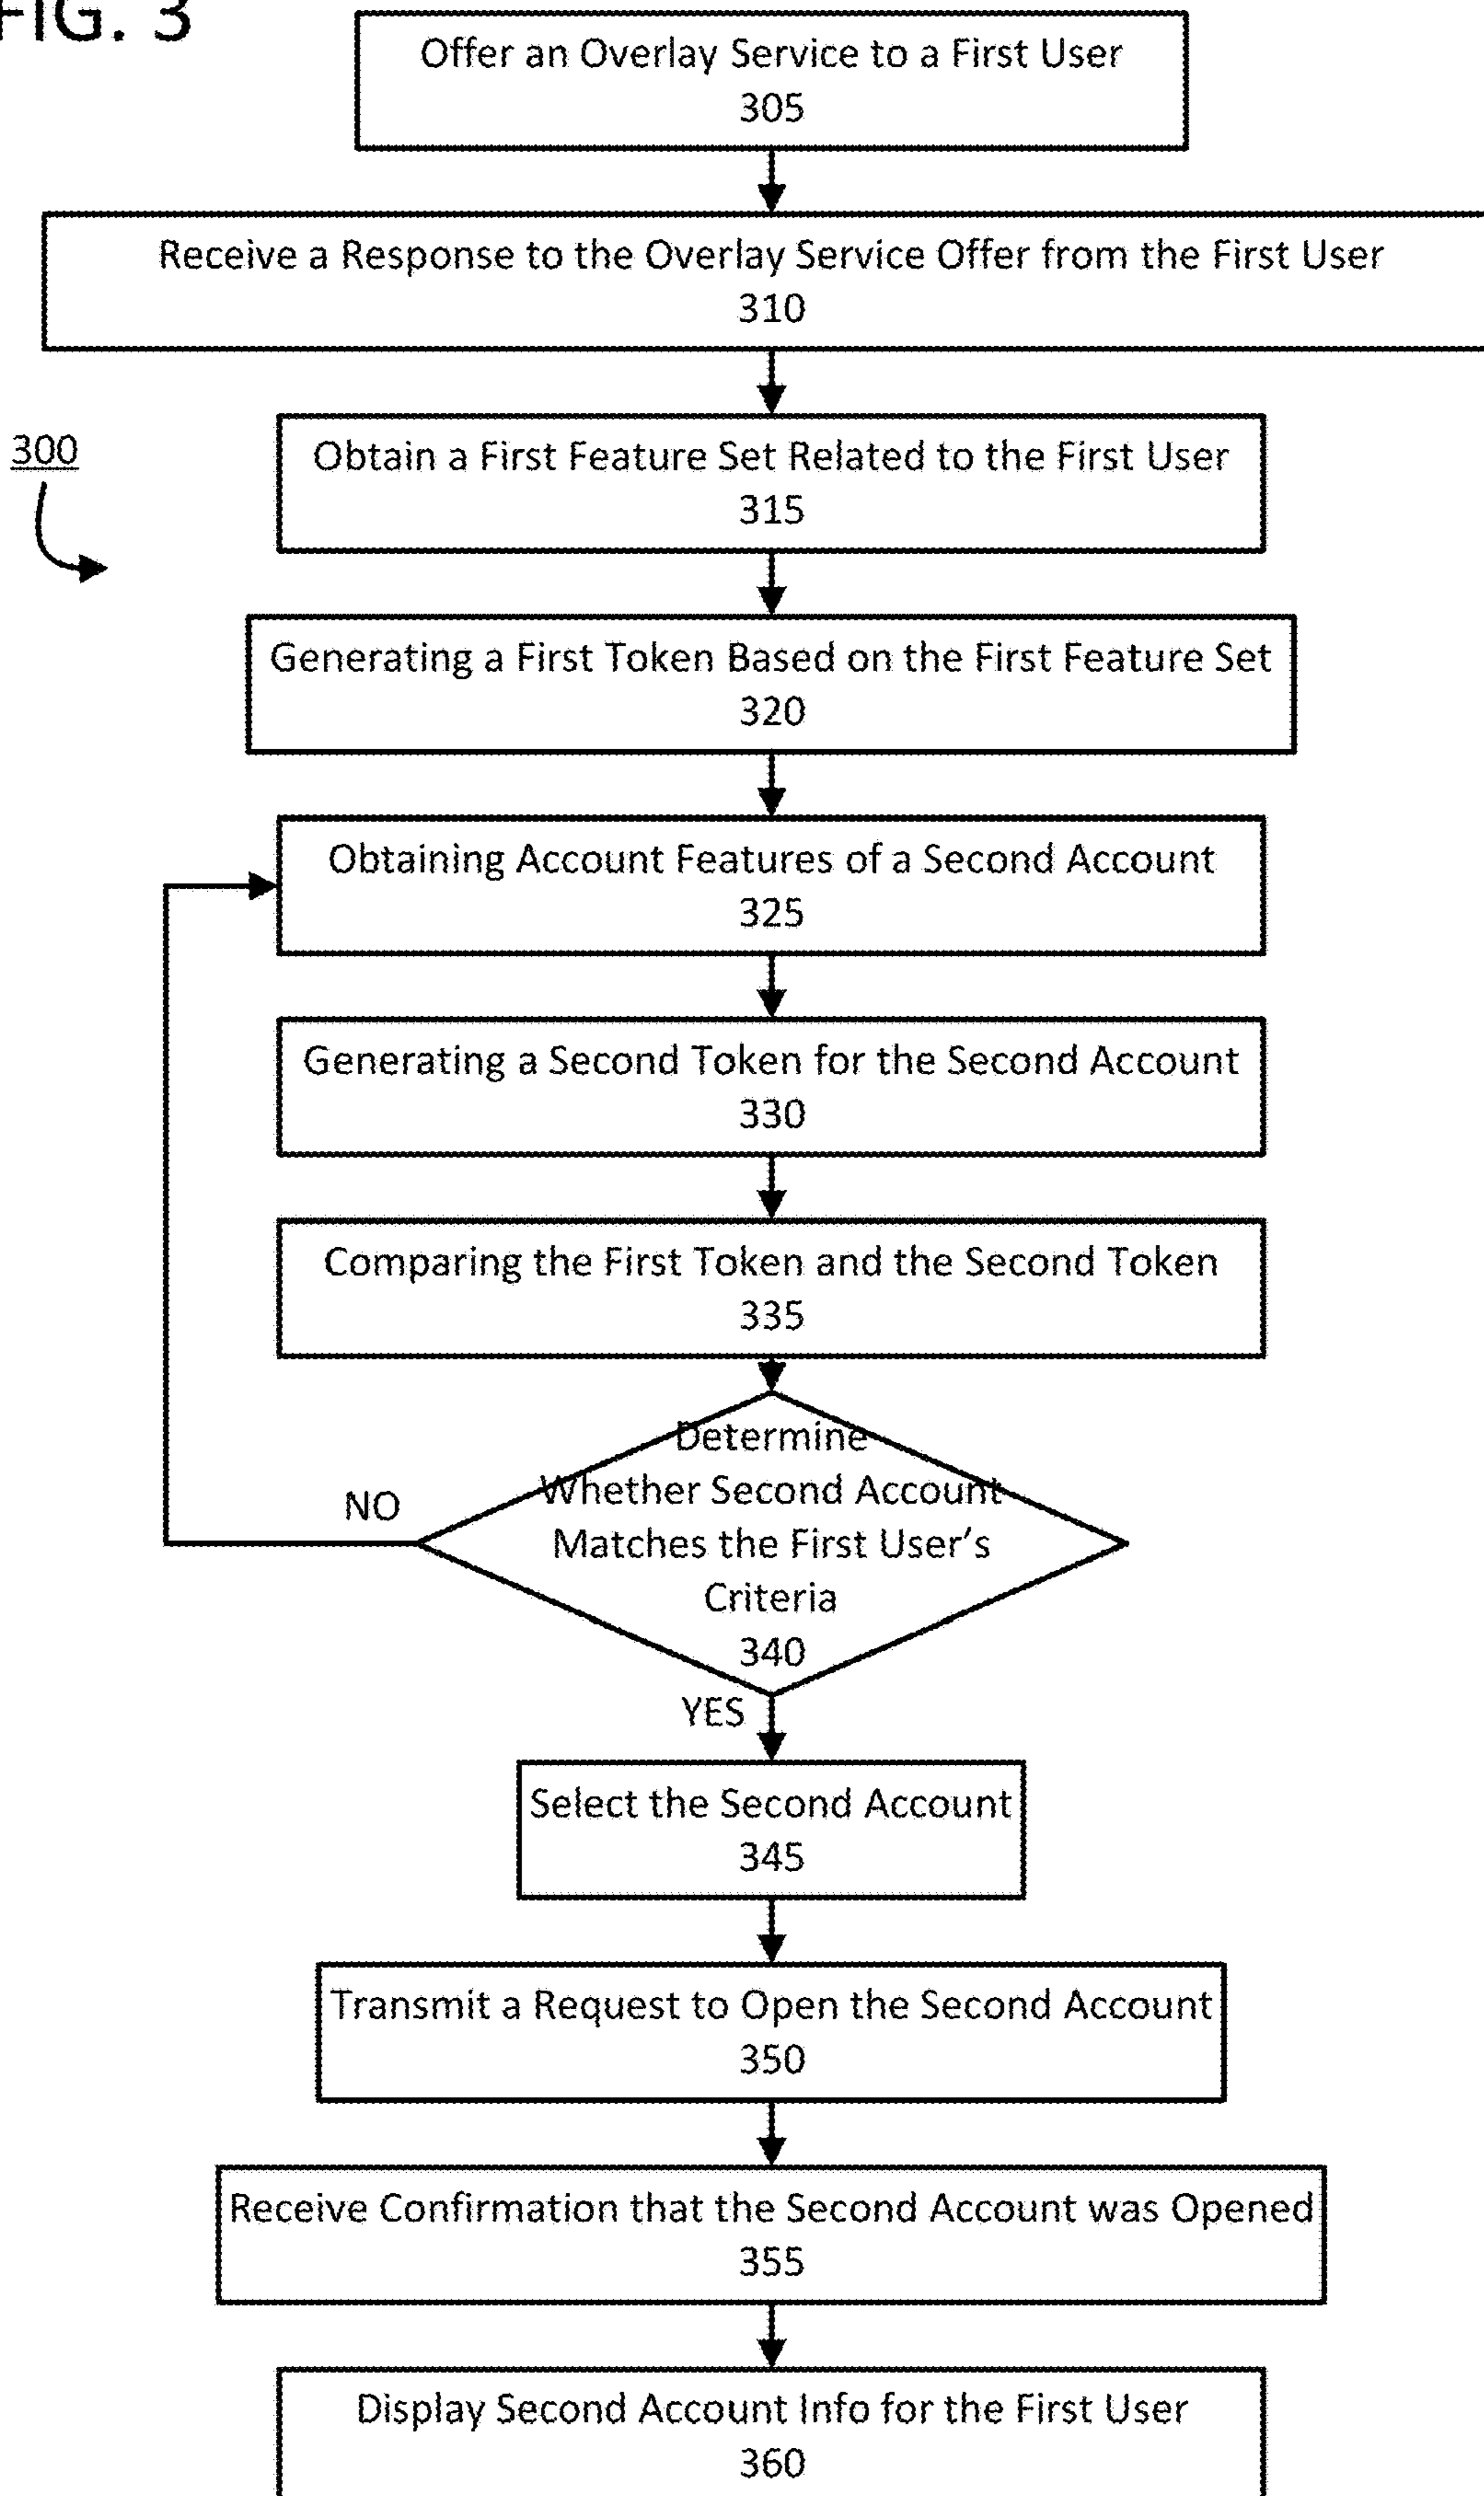 FIG. 3
Offer an Overlay Service to a First User
305
Receive a Response to the Overlay Service Offer from the First User
310
300
Obtain a First Feature Set Related to the First User
315
Generating a First Token Based on the First Feature Set
320
Obtaining Account Features of a Second Account
325
Generating a Second Token for the Second Account
330
Comparing the First Token and the Second Token
335
Determine
Whether Second Account
Matches the First User's
Criteria
340
NO
YES
Select the Second Account
345
Transmit a Request to Open the Second Account
350
Receive Confirmation that the Second Account was Opened
355
Display Second Account Info for the First User
360